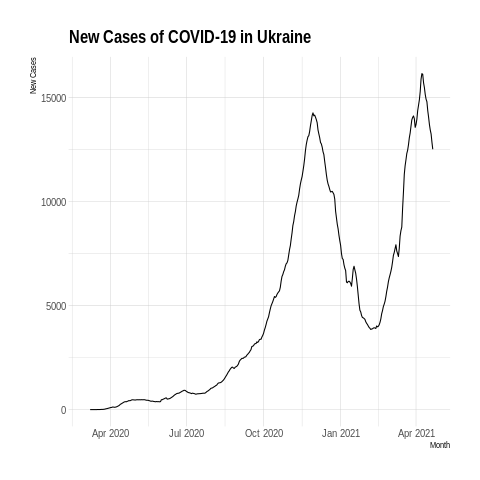 New Cases of COVID-19 in Ukraine
New Cases
15000
10000
5000
0
Apr 2020 Jul 2020 Oct 2020 Jan 2021 Apr 2021
Month